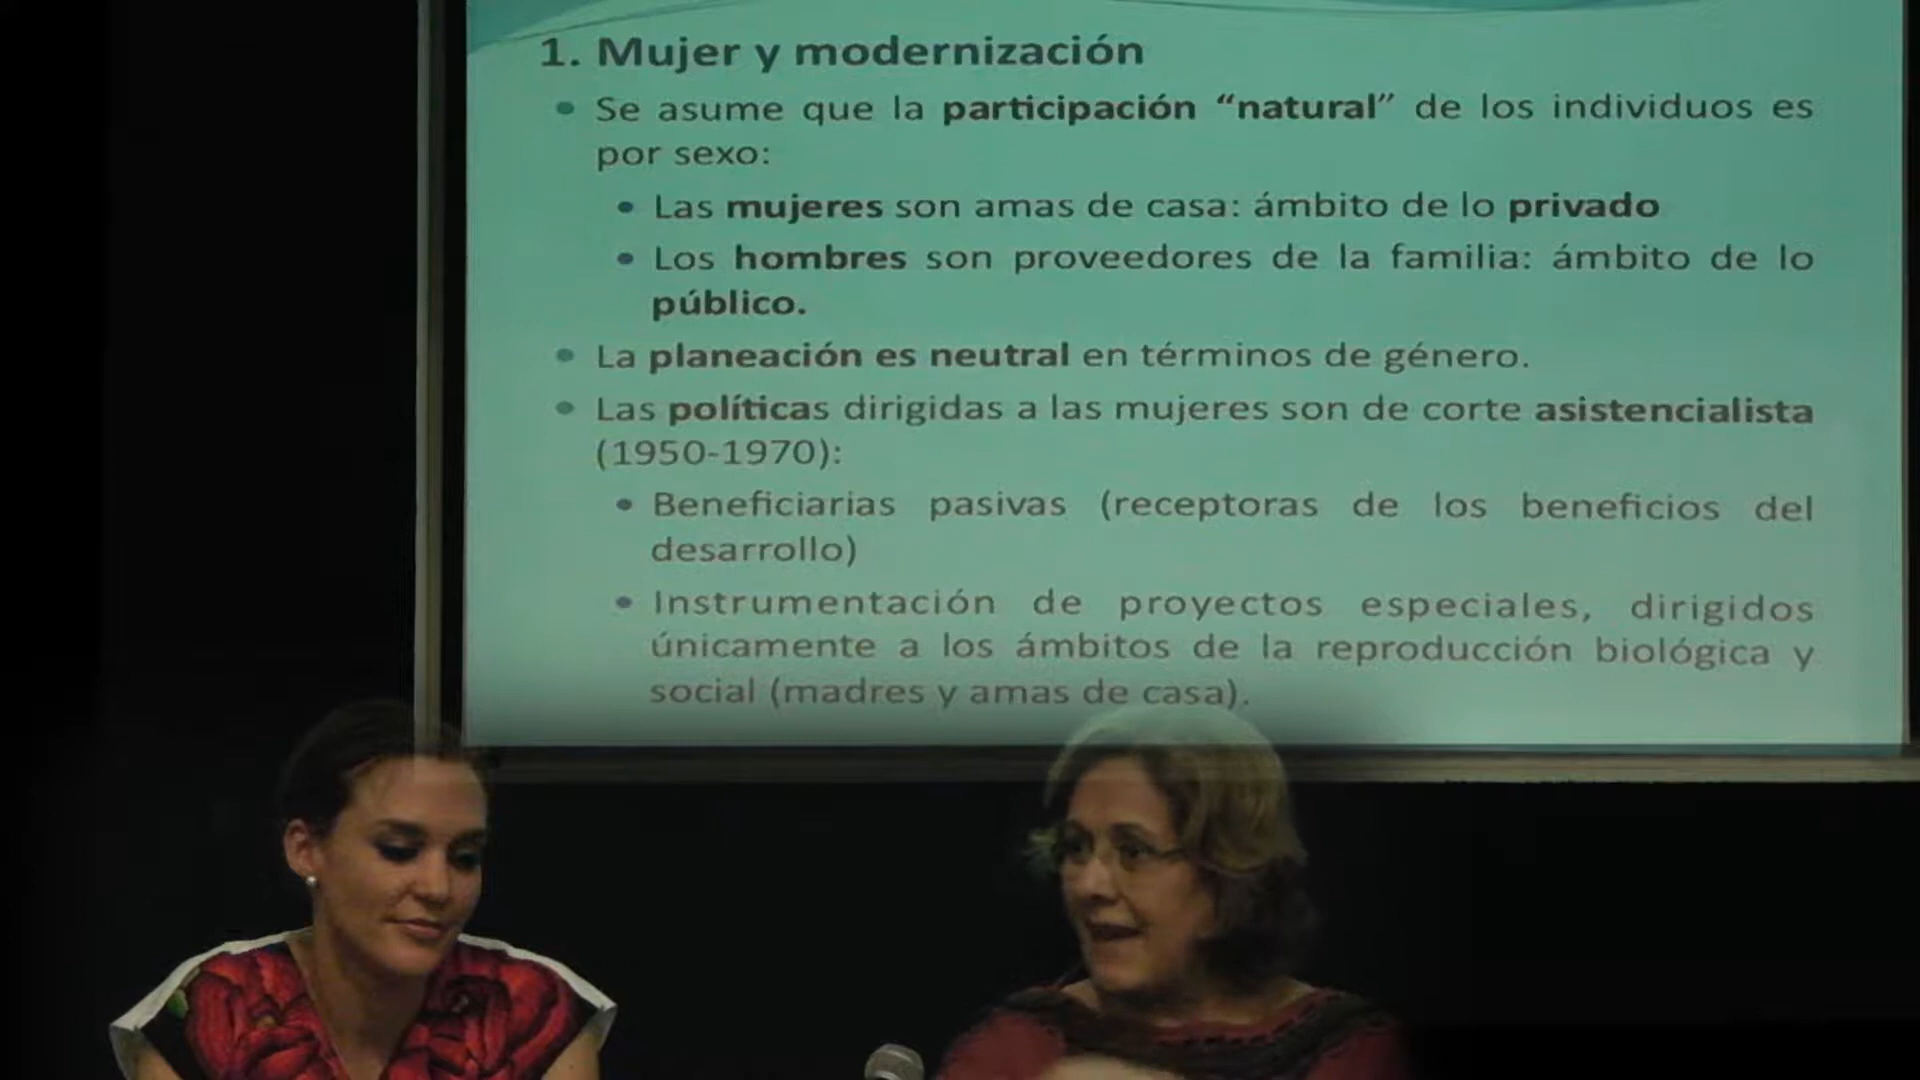 1. Mujer y modernización
• Se asume que la participación “natural” de los individuos es
por sexo:
• Las mujeres son amas de casa: ámbito de lo privado
• Los hombres son proveedores de la familia: ámbito de lo
público.
• La planeación es neutral en términos de género.
• Las políticas dirigidas a las mujeres son de corte asistencialista
(1950-1970):
• Beneficiarias pasivas (receptoras de los beneficios del
desarrollo)
• Instrumentación de proyectos especiales, dirigidos
únicamente a los ámbitos de la reproducción biológica y
social (madres y amas de casa).